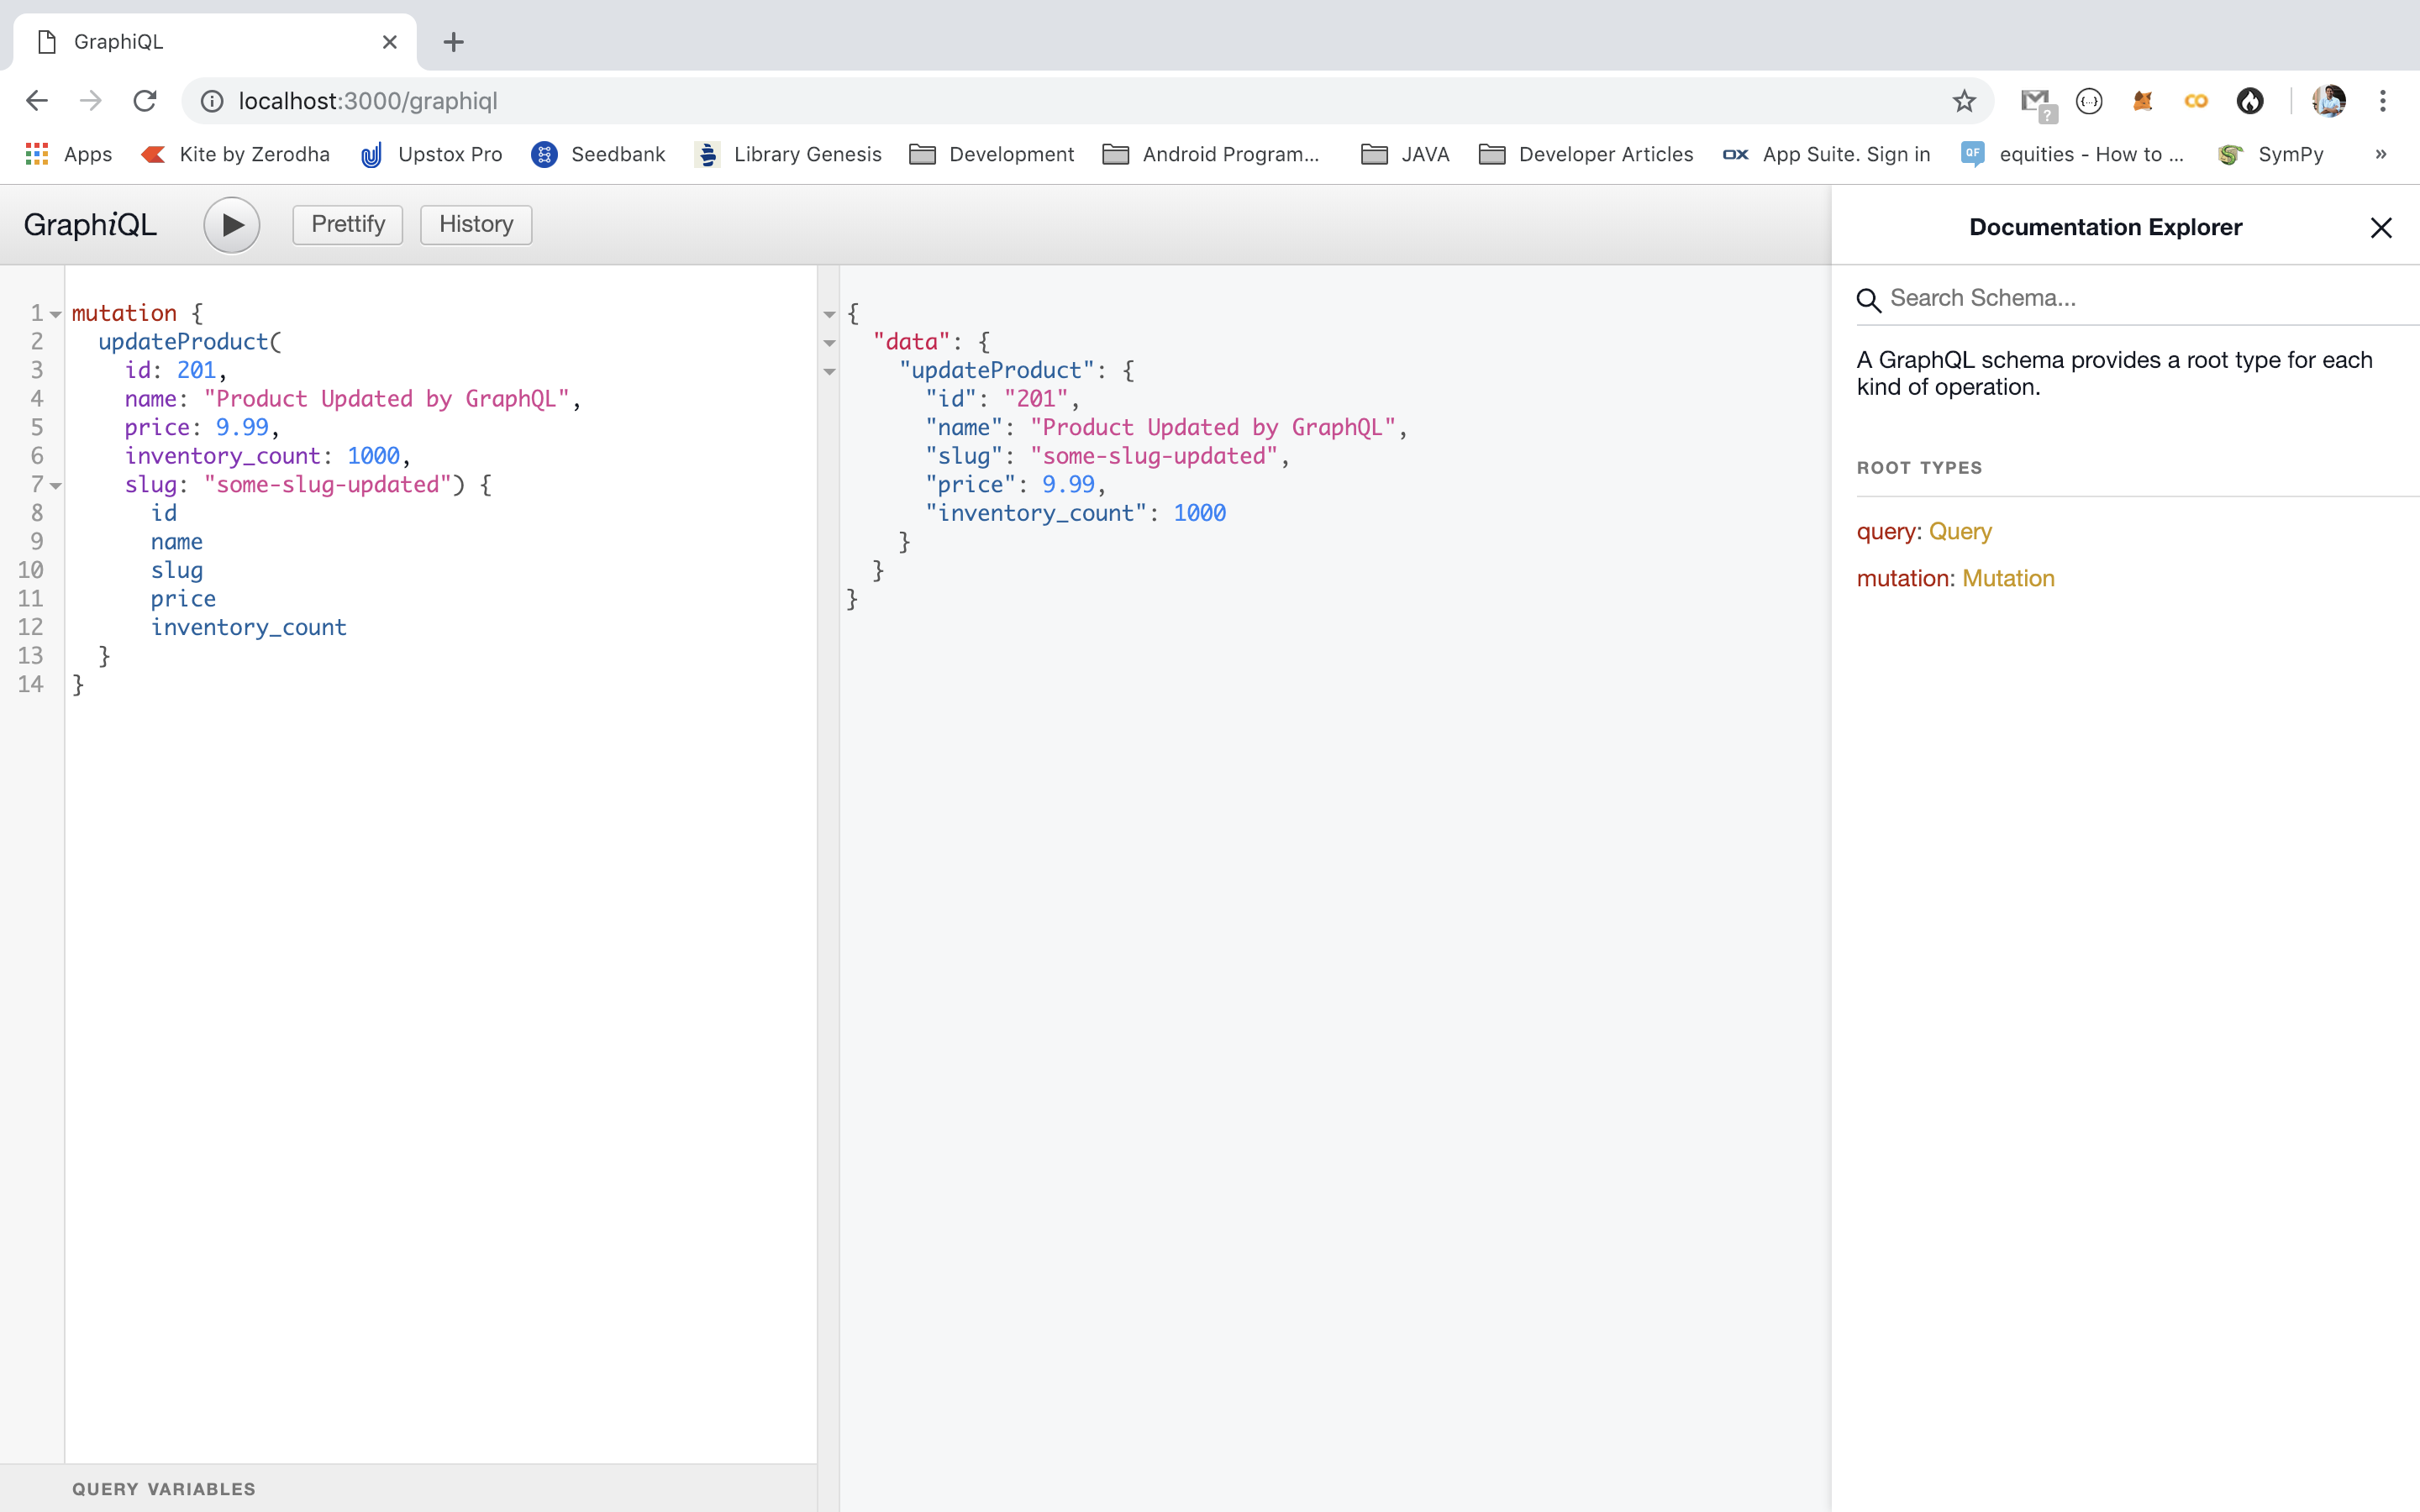 GraphiQL
localhost:3000/graphiql
?
{...}
Apps
Kite by Zerodha
Upstox Pro
Seedbank
Library Genesis
Development
Android Program...
JAVA
Developer Articles
OX App Suite. Sign in
QF equities - How to ...
SymPy
»
GraphiQL
Prettify
History
Documentation Explorer
1 mutation {
2   updateProduct(
3     id: 201,
4     name: "Product Updated by GraphQL",
5     price: 9.99,
6     inventory_count: 1000,
7     slug: "some-slug-updated") {
8       id
9       name
10       slug
11       price
12       inventory_count
13   }
14 }
QUERY VARIABLES
{
  "data": {
    "updateProduct": {
      "id": "201",
      "name": "Product Updated by GraphQL",
      "slug": "some-slug-updated",
      "price": 9.99,
      "inventory_count": 1000
    }
  }
}
Search Schema...
A GraphQL schema provides a root type for each
kind of operation.
ROOT TYPES
query: Query
mutation: Mutation